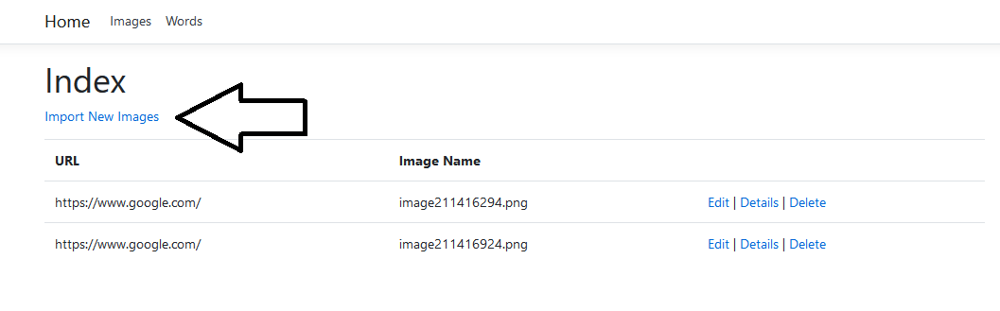 Home Images Words
Index
Import New Images
URL Image Name
https://www.google.com/ image211416294.png Edit | Details | Delete
https://www.google.com/ image211416924.png Edit | Details | Delete